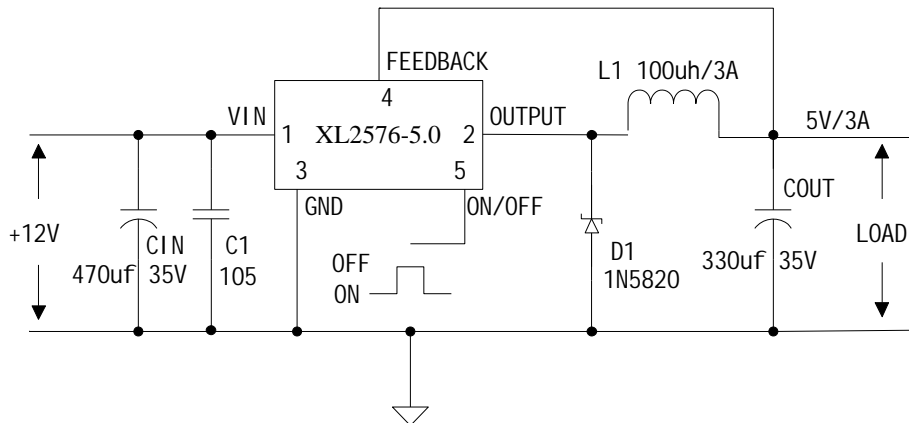 FEEDBACK
L1 100uh/3A
4
VIN
OUTPUT
5V/3A
1 XL2576-5.0 2
3 5
GND
ON/OFF
COUT
+12V
CIN
C1
OFF
D1
LOAD
470uf 35V
105
ON
1N5820
330uf 35V